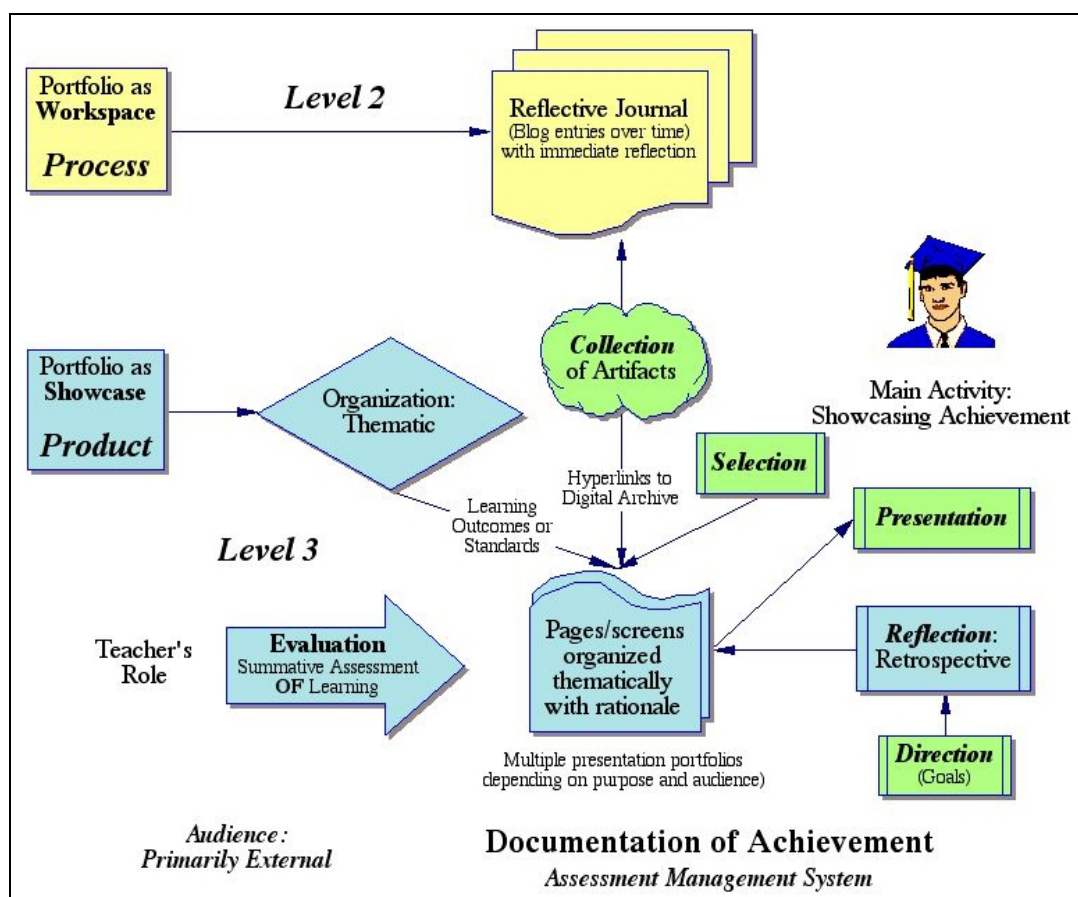 Portfolio as
Workspace
Process
Level 2
Reflective Journal
(Blog entries over time)
with immediate reflection
Collection
of Artifacts
Portfolio as
Showcase
Product
Organization:
Thematic
Main Activity:
Showcasing Achievement
Selection
Hyperlinks to
Digital Archive
Learning
Outcomes or
Standards
Presentation
Level 3
Teacher's
Role
Evaluation
Summative Assessment
OF Learning
Pages/screens
organized
thematically
with rationale
Reflection:
Retrospective
Direction
(Goals)
Multiple presentation portfolios
depending on purpose and audience)
Audience:
Primarily External
Documentation of Achievement
Assessment Management System